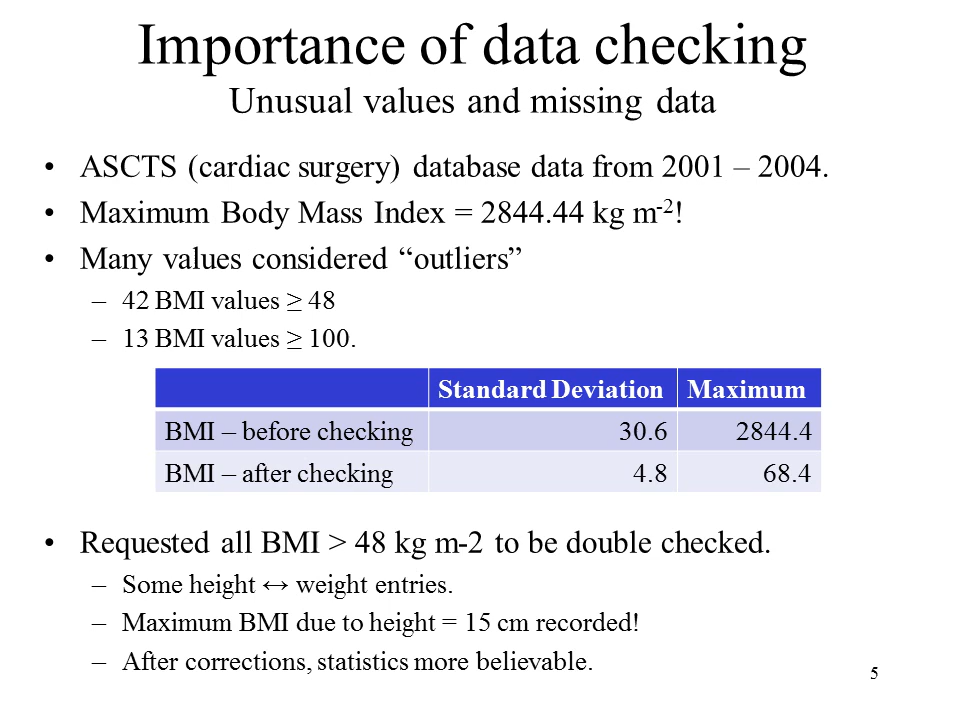 Importance of data checking
Unusual values and missing data
• ASCTS (cardiac surgery) database data from 2001 – 2004.
• Maximum Body Mass Index = 2844.44 kg m-2!
• Many values considered “outliers”
– 42 BMI values ≥ 48
– 13 BMI values ≥ 100.
Standard Deviation Maximum
BMI – before checking 30.6 2844.4
BMI – after checking 4.8 68.4
• Requested all BMI > 48 kg m-2 to be double checked.
– Some height ↔ weight entries.
– Maximum BMI due to height = 15 cm recorded!
– After corrections, statistics more believable.
5